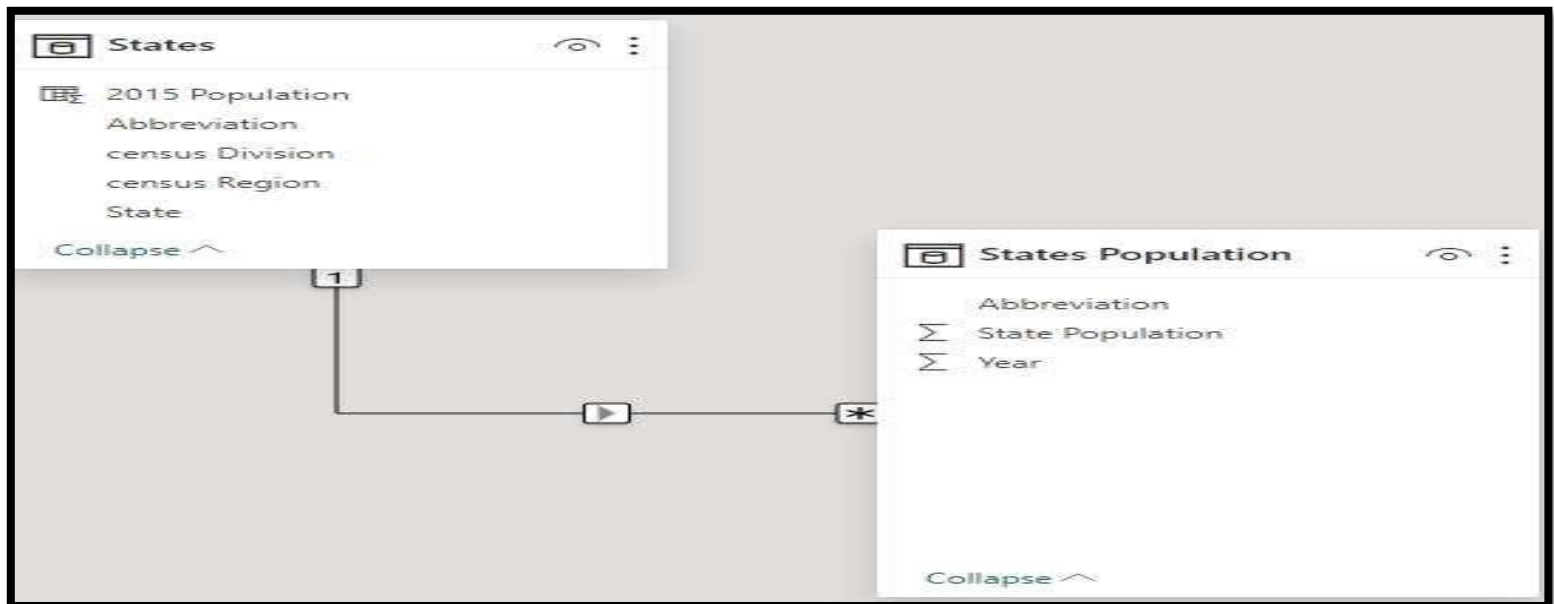 States
2015 Population
Abbreviation
census Division
census Region
State
Collapse
1
*
States Population
Abbreviation
State Population
Year
Collapse